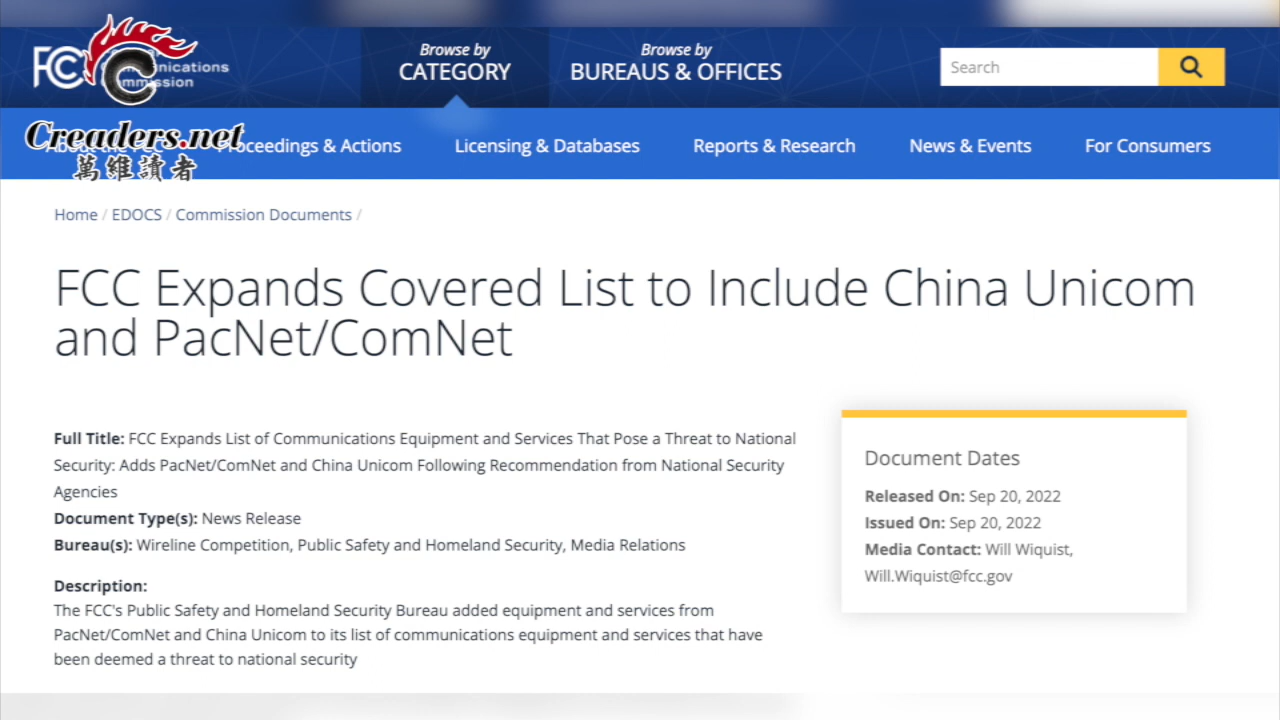 FCC
nications
mmission
Creaders.net
萬維讀者
Browse by
CATEGORY
Browse by
BUREAUS & OFFICES
Search
About the FCC
Proceedings & Actions
Licensing & Databases
Reports & Research
News & Events
For Consumers
Home / EDOCS / Commission Documents /
FCC Expands Covered List to Include China Unicom
and PacNet/ComNet
Full Title: FCC Expands List of Communications Equipment and Services That Pose a Threat to National
Security: Adds PacNet/ComNet and China Unicom Following Recommendation from National Security
Agencies
Document Type(s): News Release
Bureau(s): Wireline Competition, Public Safety and Homeland Security, Media Relations
Description:
The FCC's Public Safety and Homeland Security Bureau added equipment and services from
PacNet/ComNet and China Unicom to its list of communications equipment and services that have
been deemed a threat to national security
Document Dates
Released On: Sep 20, 2022
Issued On: Sep 20, 2022
Media Contact: Will Wiquist,
Will.Wiquist@fcc.gov